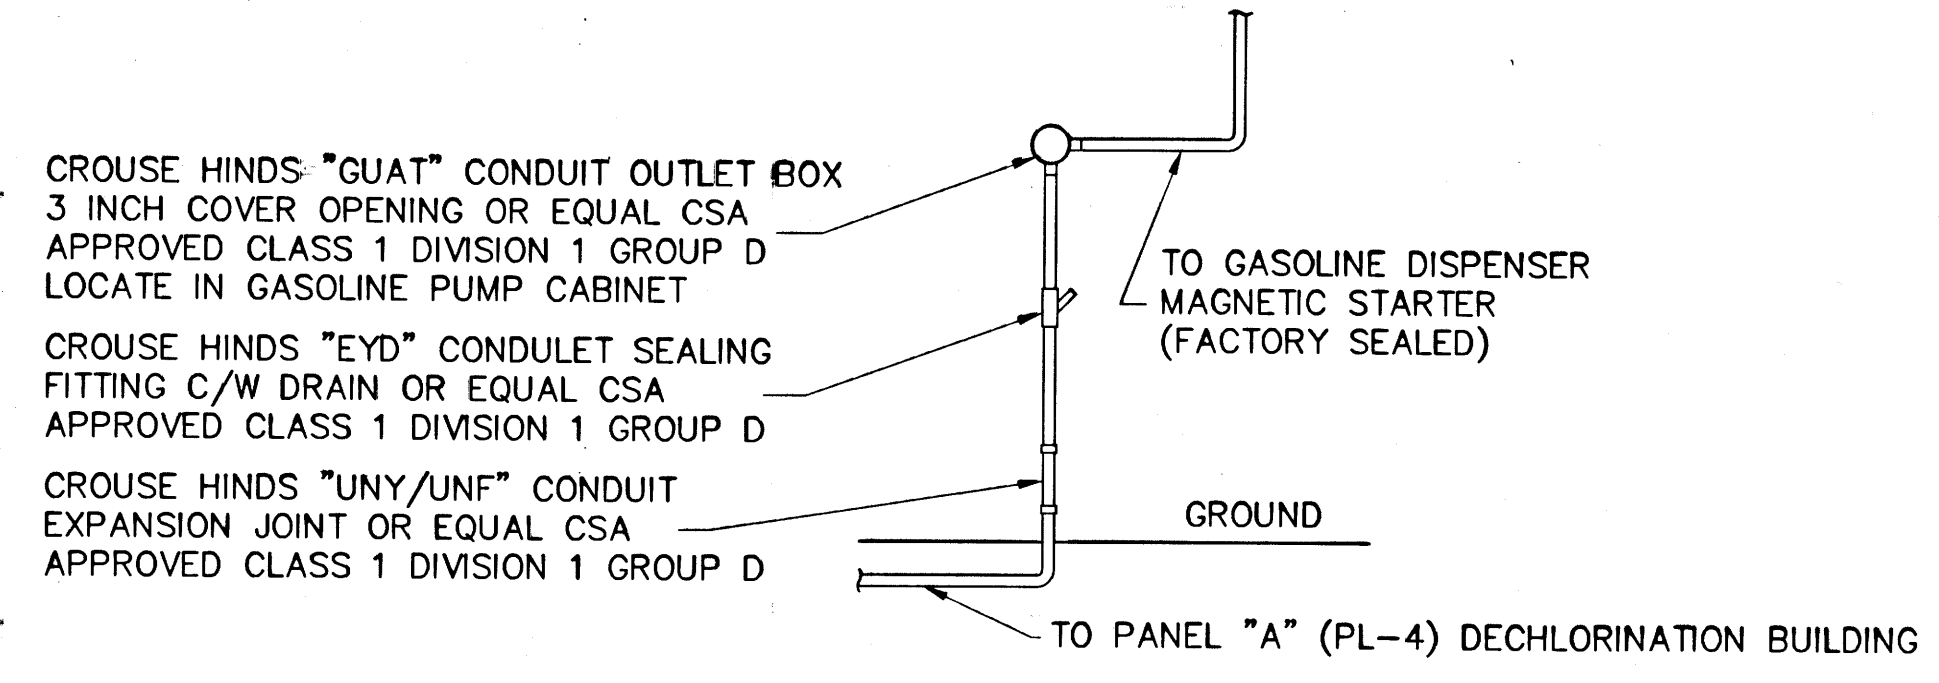 CROUSE HINDS "GUAT" CONDUIT OUTLET BOX
3 INCH COVER OPENING OR EQUAL CSA
APPROVED CLASS 1 DIVISION 1 GROUP D
LOCATE IN GASOLINE PUMP CABINET
TO GASOLINE DISPENSER
MAGNETIC STARTER
(FACTORY SEALED)
CROUSE HINDS "EYD" CONDULET SEALING
FITTING C/W DRAIN OR EQUAL CSA
APPROVED CLASS 1 DIVISION 1 GROUP D
CROUSE HINDS "UNY/UNF" CONDUIT
EXPANSION JOINT OR EQUAL CSA
APPROVED CLASS 1 DIVISION 1 GROUP D
GROUND
TO PANEL "A" (PL-4) DECHLORINATION BUILDING